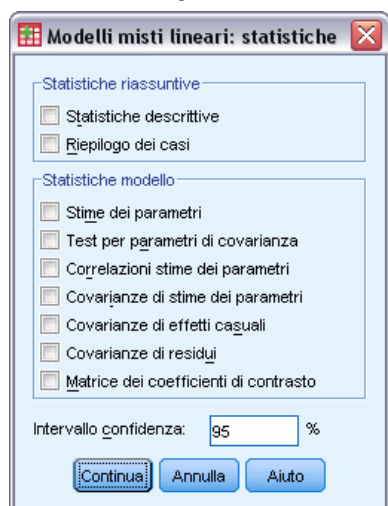 Modelli misti lineari: statistiche
Statistiche riassuntive
Statistiche descrittive
Riepilogo dei casi
Statistiche modello
Stime dei parametri
Test per parametri di covarianza
Correlazioni stime dei parametri
Covarianze di stime dei parametri
Covarianze di effetti casuali
Covarianze di residui
Matrice dei coefficienti di contrasto
Intervallo confidenza: 95 %
Continua Annulla Aiuto